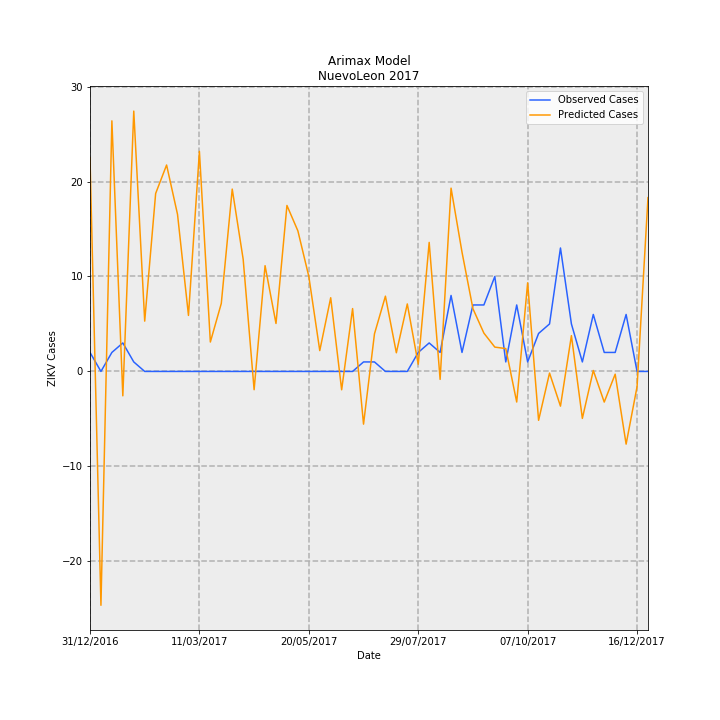 Arimax Model
NuevoLeon 2017
Observed Cases
Predicted Cases
30
20
10
0
−10
−20
ZIKV Cases
31/12/2016 11/03/2017 20/05/2017 29/07/2017 07/10/2017 16/12/2017
Date